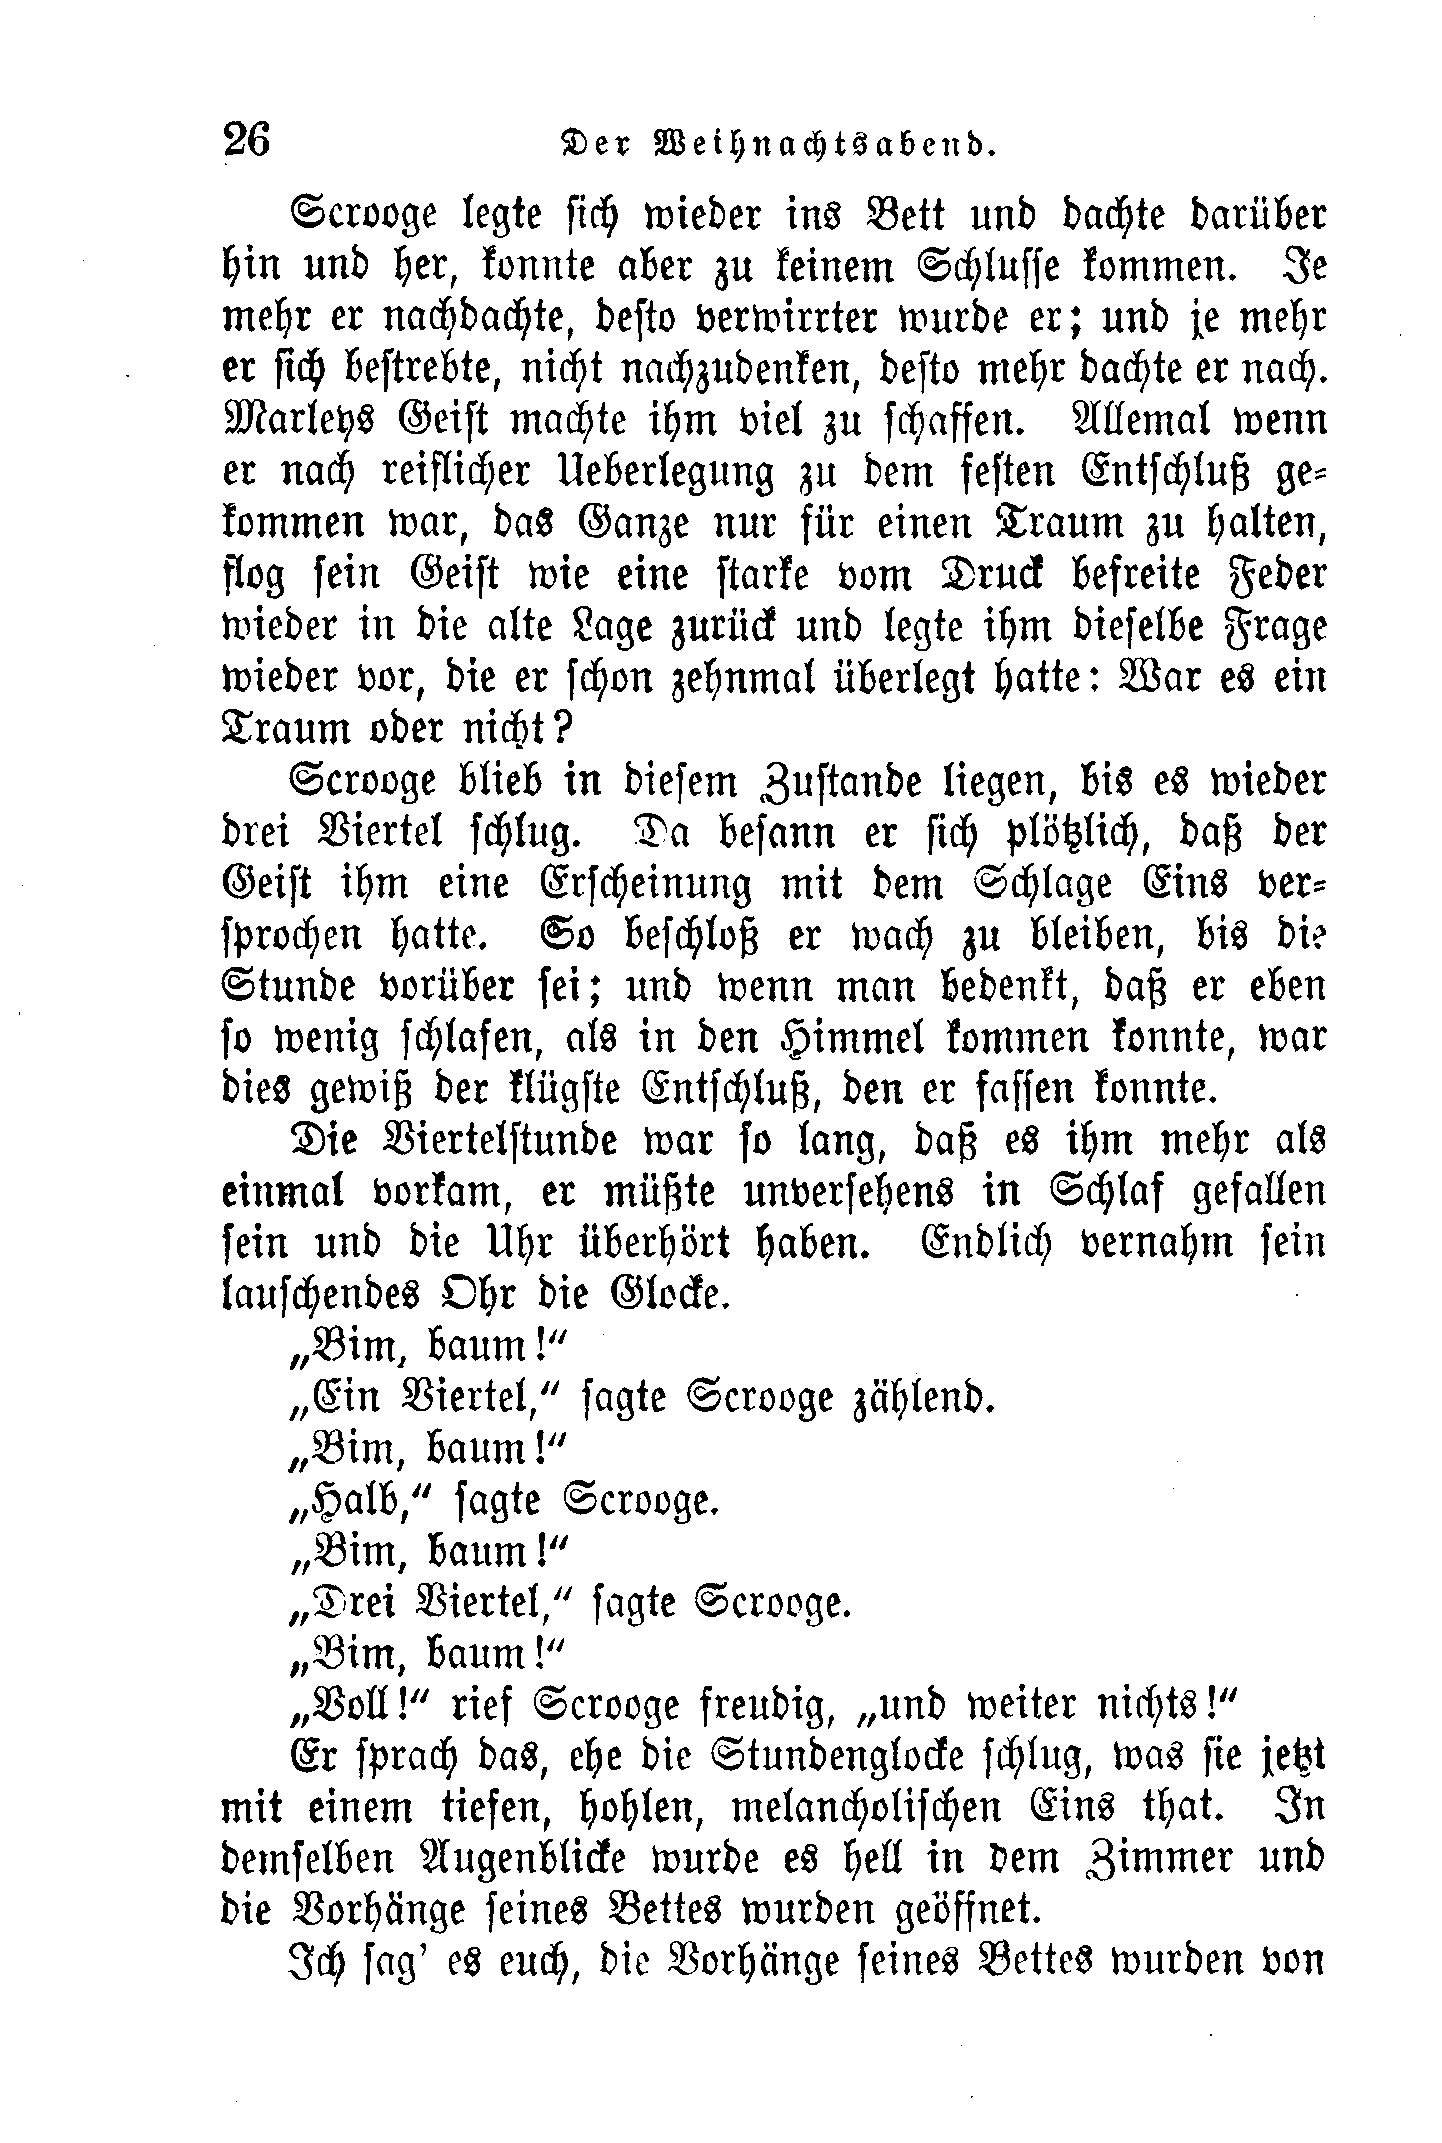 26 Der Weihnachtsabend.
Scrooge legte sich wieder ins Bett und dachte darüber
hin und her, konnte aber zu keinem Schlusse kommen. Je
mehr er nachdachte, desto verwirrter wurde er; und je mehr
er sich bestrebte, nicht nachzudenken, desto mehr dachte er nach.
Marleys Geist machte ihm viel zu schaffen. Allemal wenn
er nach reiflicher Ueberlegung zu dem festen Entschluß ge-
kommen war, das Ganze nur für einen Traum zu halten,
flog sein Geist wie eine starke vom Druck befreite Feder
wieder in die alte Lage zurück und legte ihm dieselbe Frage
wieder vor, die er schon zehnmal überlegt hatte: War es ein
Traum oder nicht?
Scrooge blieb in diesem Zustande liegen, bis es wieder
drei Viertel schlug. Da besann er sich plötzlich, daß der
Geist ihm eine Erscheinung mit dem Schlage Eins ver-
sprochen hatte. So beschloß er wach zu bleiben, bis die
Stunde vorüber sei; und wenn man bedenkt, daß er eben
so wenig schlafen, als in den Himmel kommen konnte, war
dies gewiß der klügste Entschluß, den er fassen konnte.
Die Viertelstunde war so lang, daß es ihm mehr als
einmal vorkam, er müßte unversehens in Schlaf gefallen
sein und die Uhr überhört haben. Endlich vernahm sein
lauschendes Ohr die Glocke.
„Bim, baum!“
„Ein Viertel,“ sagte Scrooge zählend.
„Bim, baum!“
„Halb,“ sagte Scrooge.
„Bim, baum!“
„Drei Viertel,“ sagte Scrooge.
„Bim, baum!“
„Voll!“ rief Scrooge freudig, „und weiter nichts!“
Er sprach das, ehe die Stundenglocke schlug, was sie jetzt
mit einem tiefen, hohlen, melancholischen Eins that. In
demselben Augenblicke wurde es hell in dem Zimmer und
die Vorhänge seines Bettes wurden geöffnet.
Ich sag' es euch, die Vorhänge seines Bettes wurden von